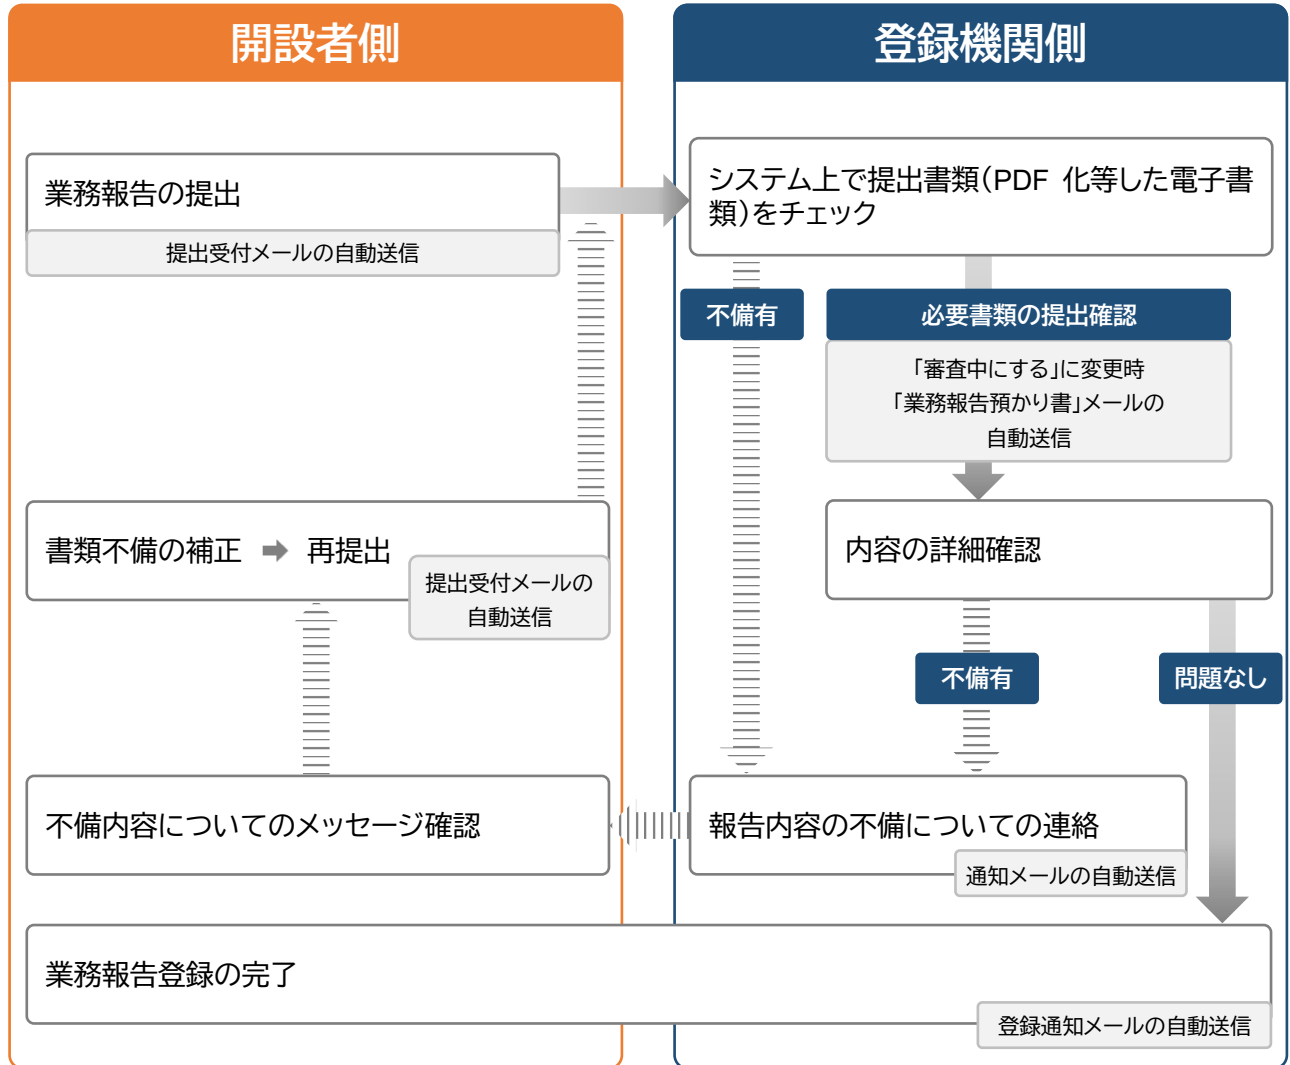 開設者側
登録機関側
業務報告の提出
提出受付メールの自動送信
システム上で提出書類(PDF 化等した電子書
類)をチェック
不備有
必要書類の提出確認
「審査中にする」に変更時
「業務報告預かり書」メールの
自動送信
書類不備の補正 ➡ 再提出
提出受付メールの
自動送信
内容の詳細確認
不備有
問題なし
不備内容についてのメッセージ確認
報告内容の不備についての連絡
通知メールの自動送信
業務報告登録の完了
登録通知メールの自動送信